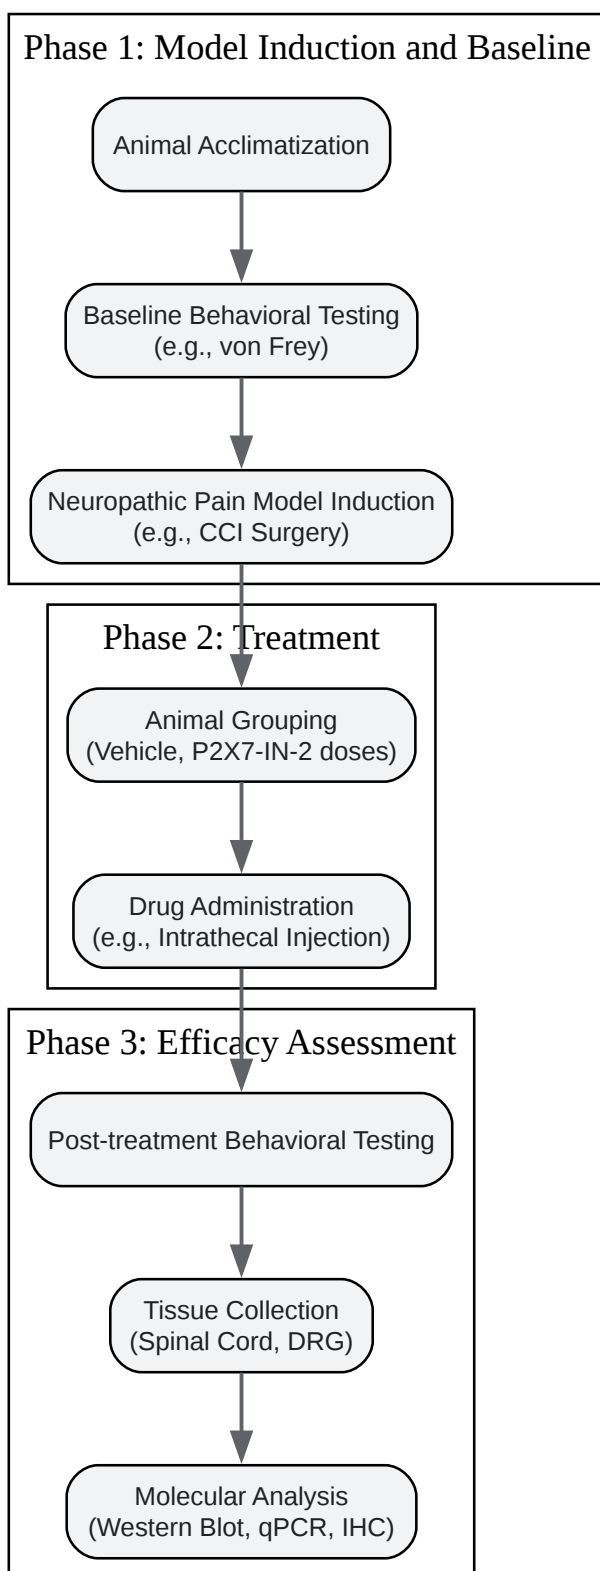 Phase 1: Model Induction and Baseline
Animal Acclimatization
Baseline Behavioral Testing
(e.g., von Frey)
Neuropathic Pain Model Induction
(e.g., CCI Surgery)
Phase 2: Treatment
Animal Grouping
(Vehicle, P2X7-IN-2 doses)
Drug Administration
(e.g., Intrathecal Injection)
Phase 3: Efficacy Assessment
Post-treatment Behavioral Testing
Tissue Collection
(Spinal Cord, DRG)
Molecular Analysis
(Western Blot, qPCR, IHC)